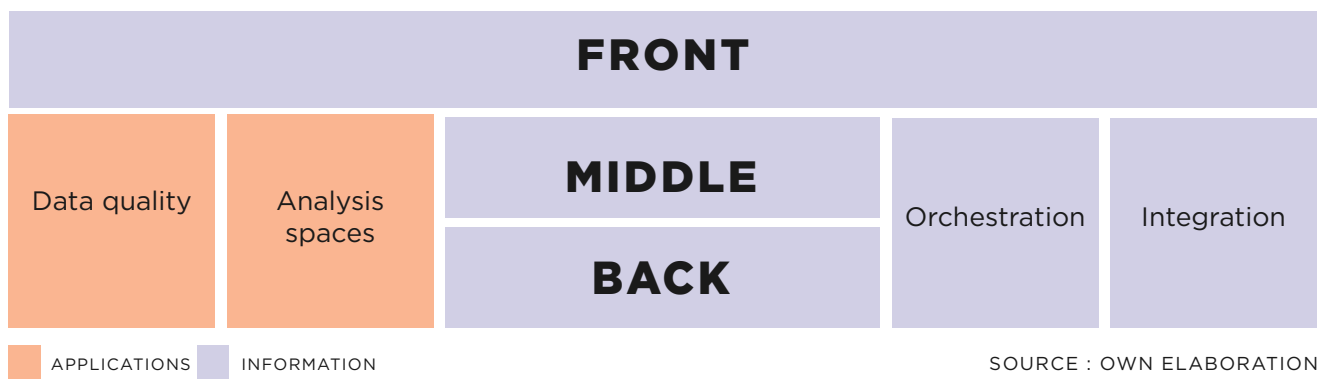 FRONT
Data quality
Analysis
spaces
MIDDLE
BACK
Orchestration
Integration
APPLICATIONS
INFORMATION
SOURCE : OWN ELABORATION